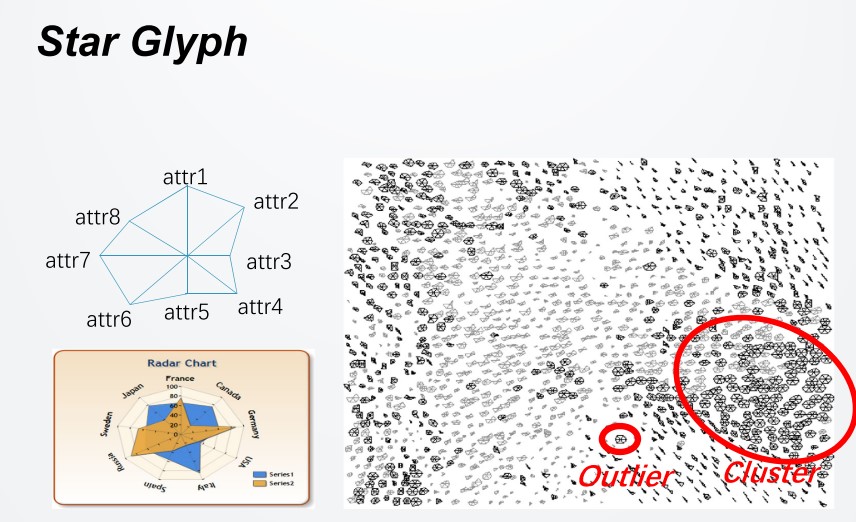 Star Glyph
attr1
attr2
attr8
attr7
attr3
attr4
attr5
attr6
Radar Chart
France
100
80
60
40
20
0
Canada
Germany
USA
Italy
Spain
Russia
Sweden
Japan
Series1
Series2
Outlier
Cluster